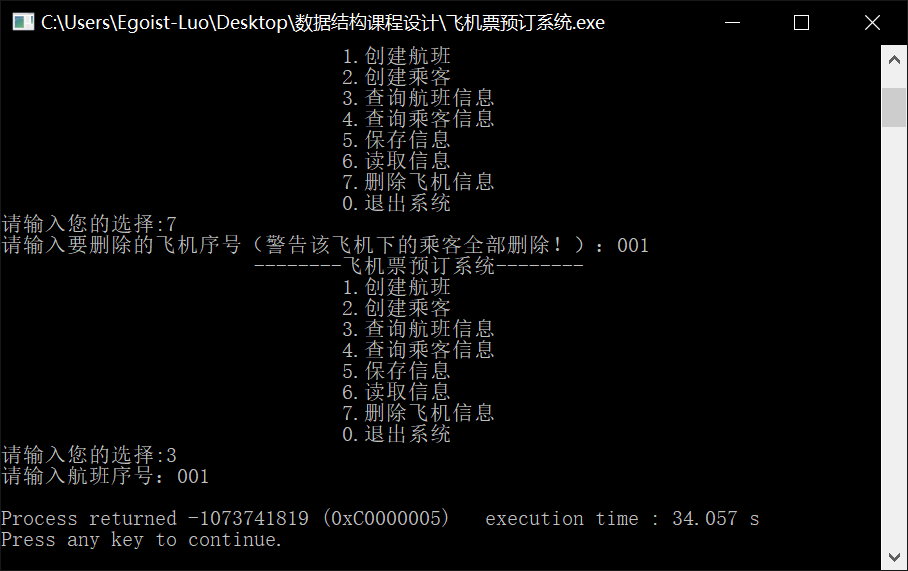 C:\Users\Egoist-Luo\Desktop\数据结构课程设计\飞机票预订系统.exe
1.创建航班
2.创建乘客
3.查询航班信息
4.查询乘客信息
5.保存信息
6.读取信息
7.删除飞机信息
0.退出系统
请输入您的选择:7
请输入要删除的飞机序号（警告该飞机下的乘客全部删除！）：001
--------飞机票预订系统--------
1.创建航班
2.创建乘客
3.查询航班信息
4.查询乘客信息
5.保存信息
6.读取信息
7.删除飞机信息
0.退出系统
请输入您的选择:3
请输入航班序号：001
Process returned -1073741819 (0xC0000005)   execution time : 34.057 s
Press any key to continue.